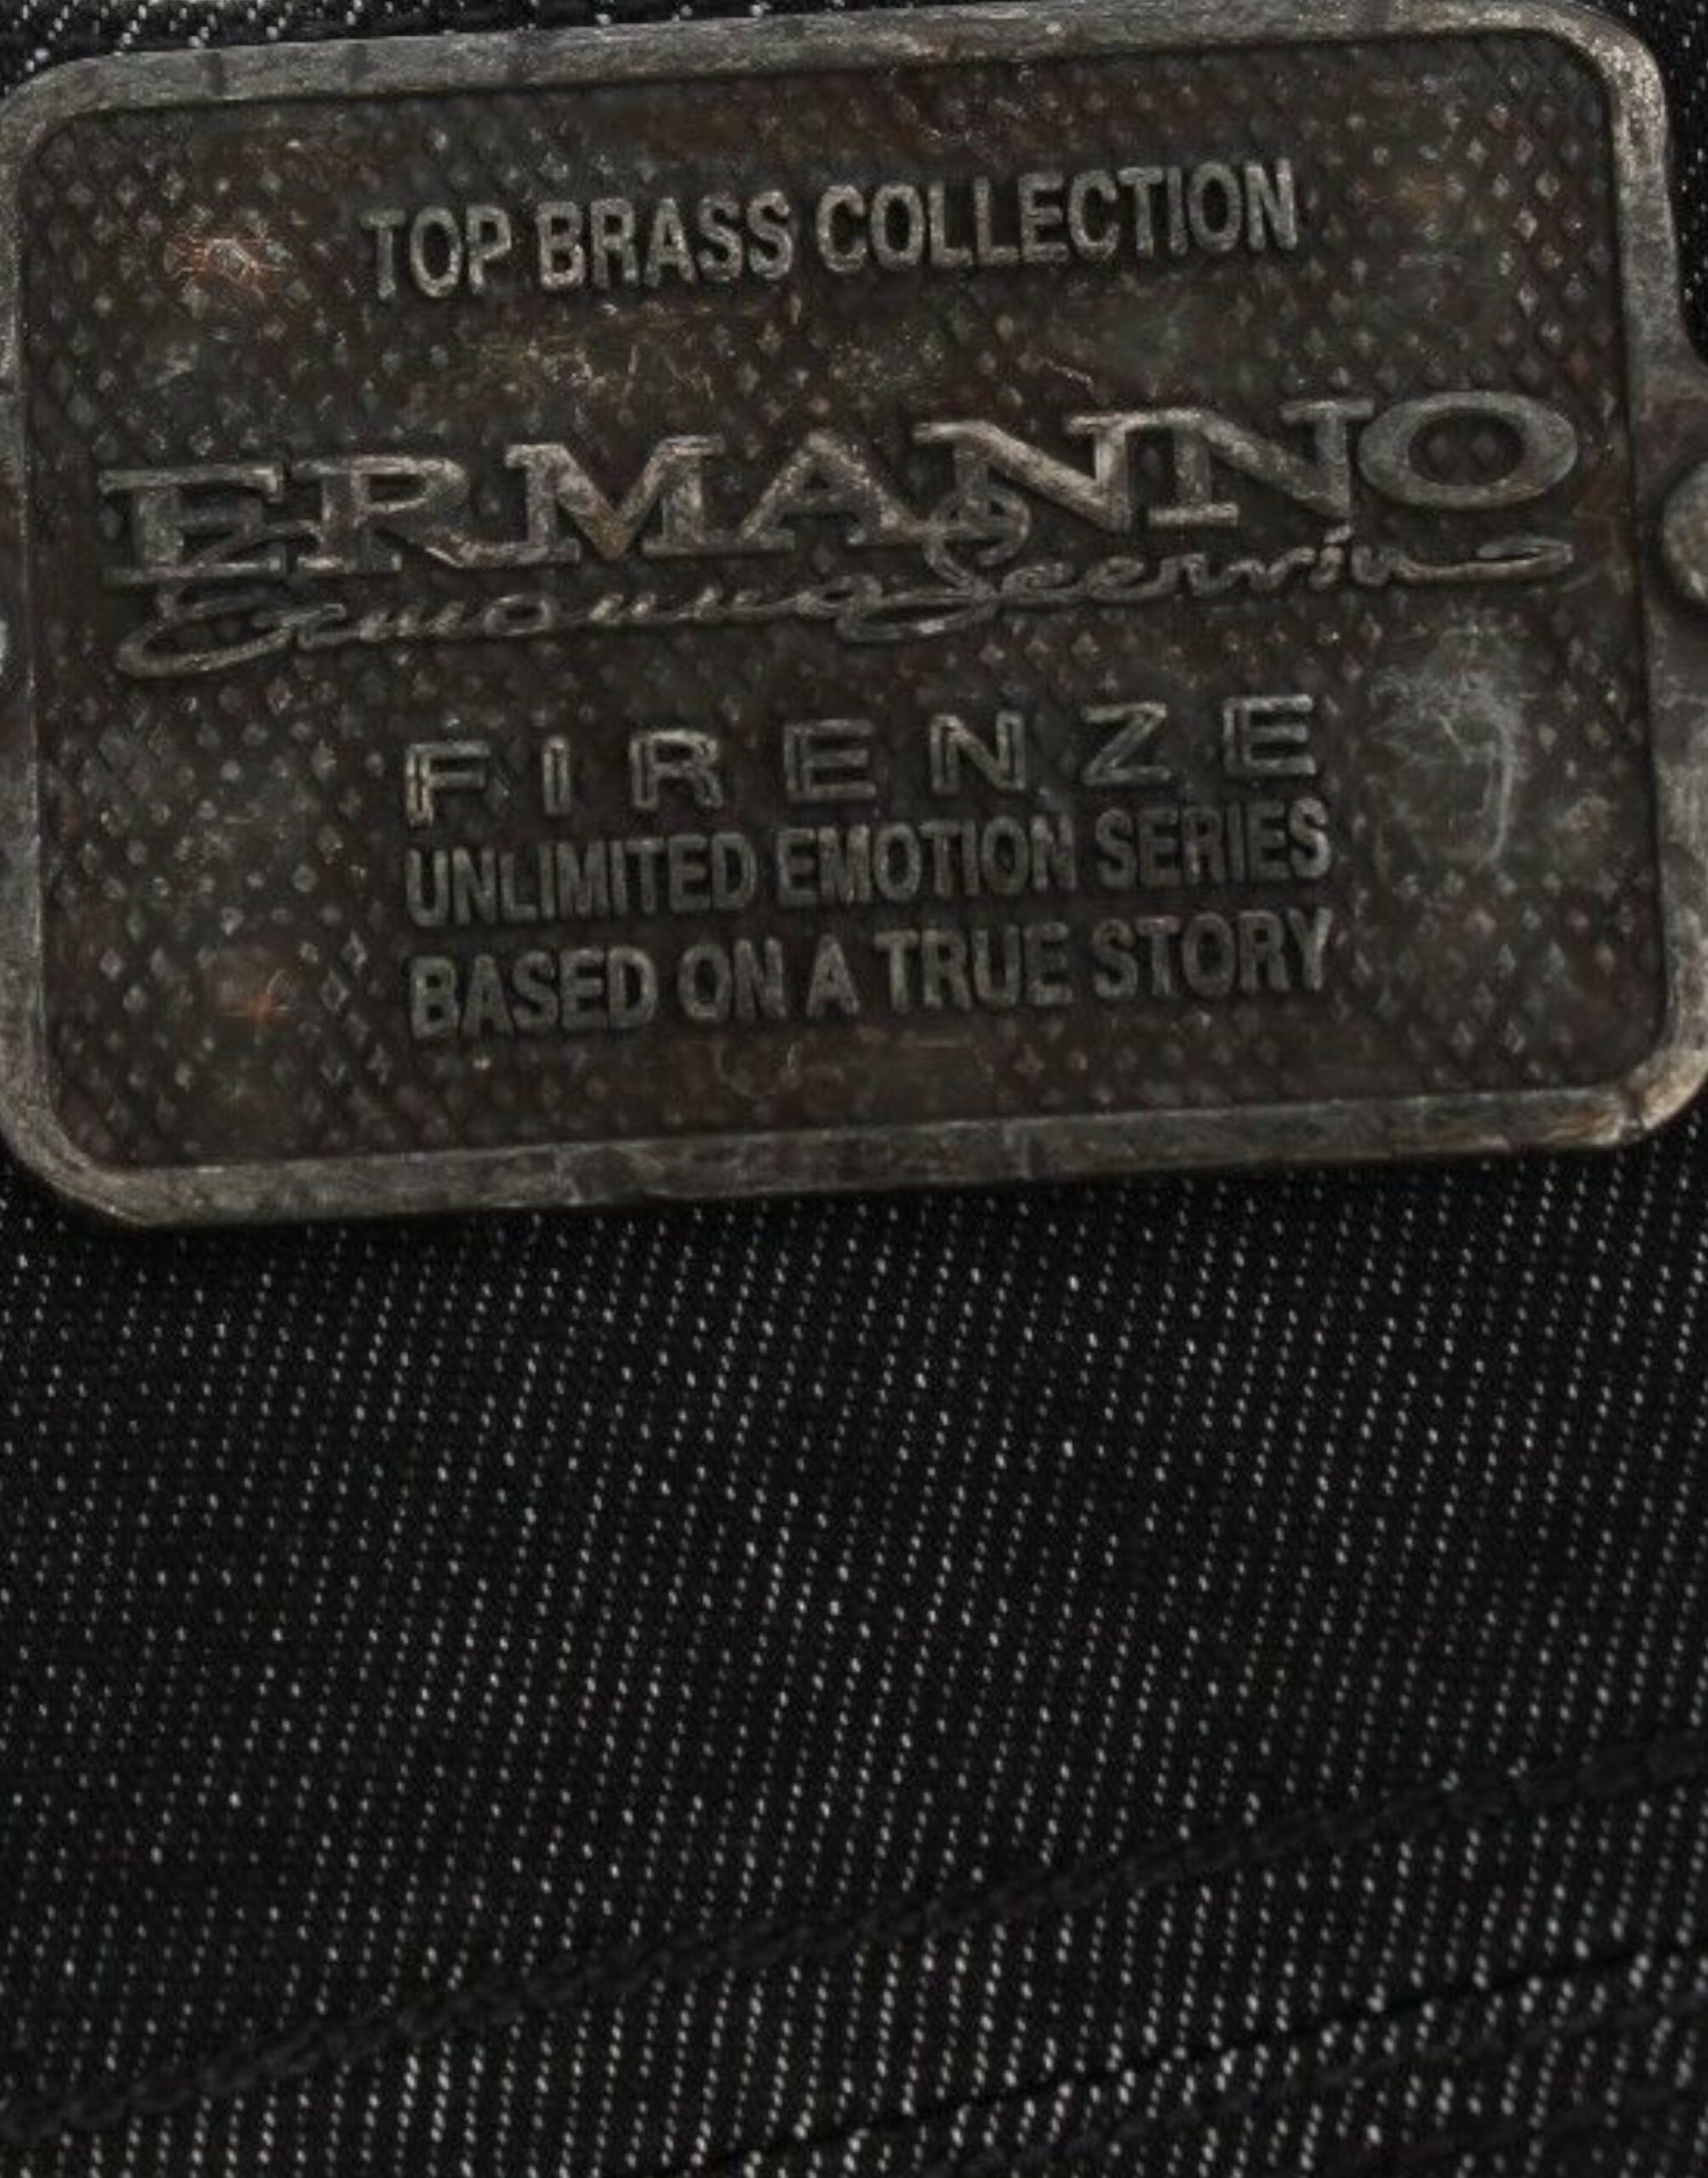 TOP BRASS COLLECTION
ERMANNO
Ermanno Scervino
FIRENZE
UNLIMITED EMOTION SERIES
BASED ON A TRUE STORY